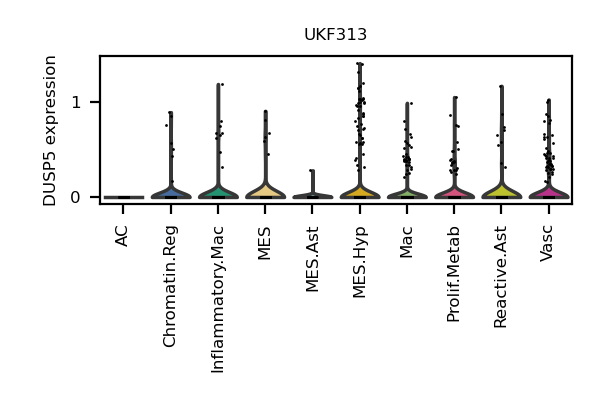 UKF313
DUSP5 expression
1
0
AC
Chromatin.Reg
Inflammatory.Mac
MES
MES.Ast
MES.Hyp
Mac
Prolif.Metab
Reactive.Ast
Vasc